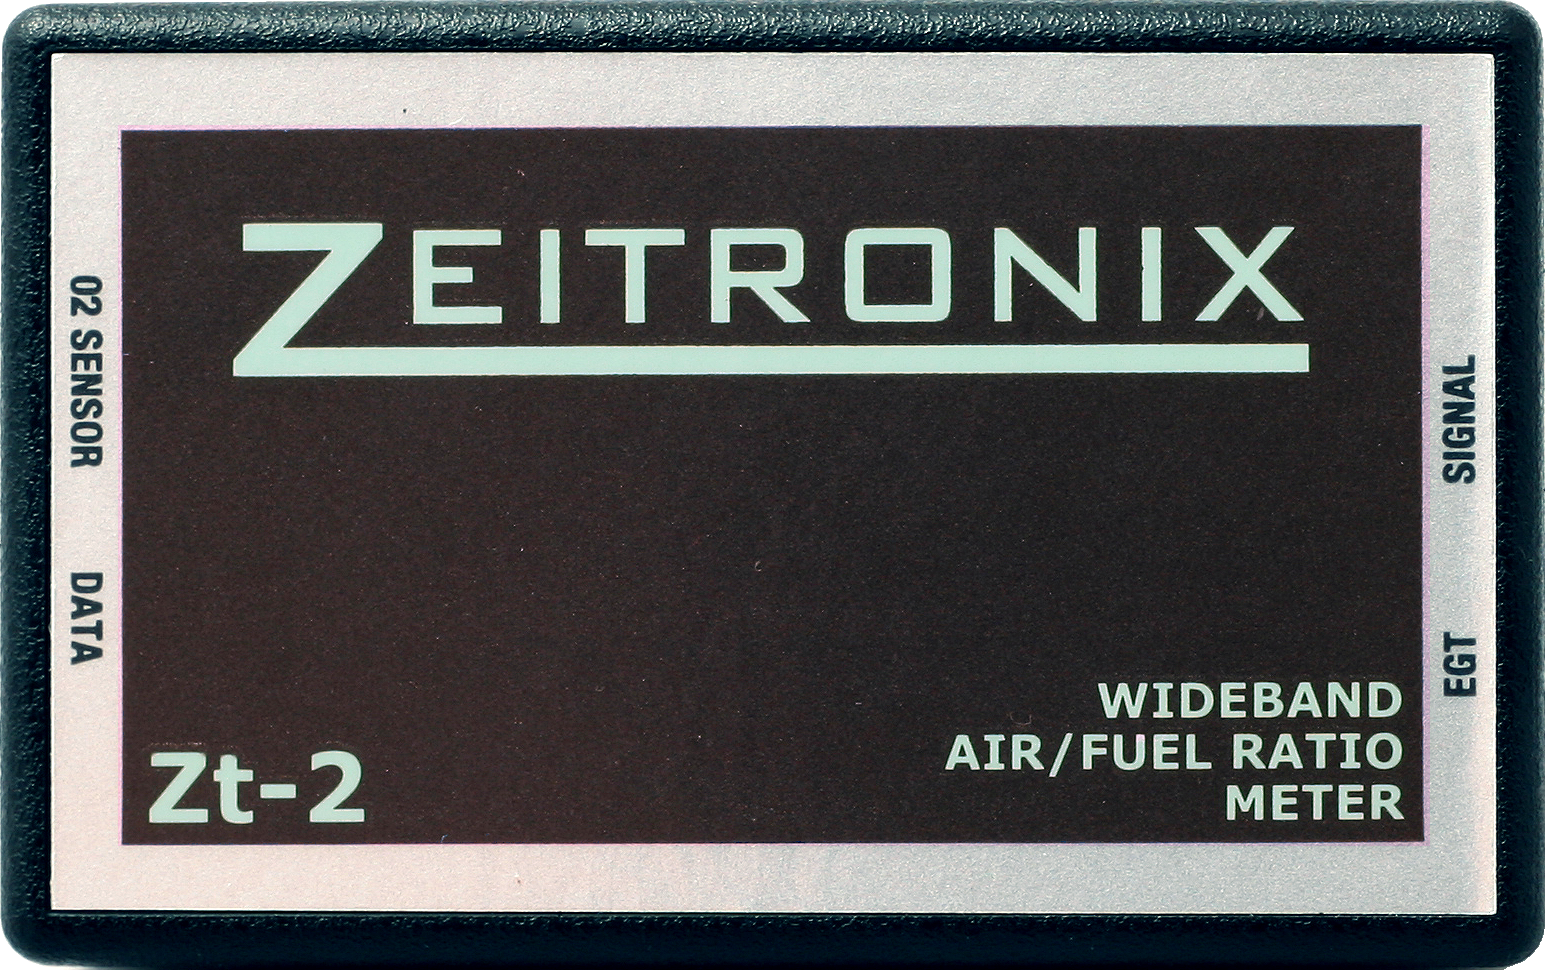 ZEITRONIX
02 SENSOR
DATA
SIGNAL
EGT
Zt-2
WIDEBAND
AIR/FUEL RATIO
METER